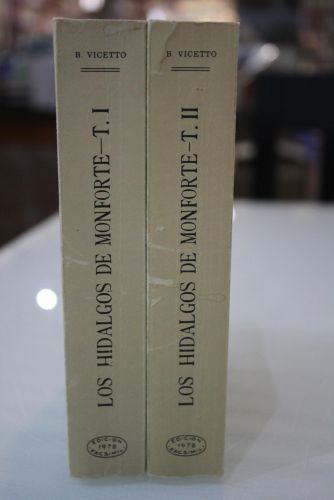 B. VICETTO
LOS HIDALGOS DE MONFORTE—T. I
EDICION
1978
FACSIMIL
B. VICETTO
LOS HIDALGOS DE MONFORTE—T. II
EDICION
1978
FACSIMIL